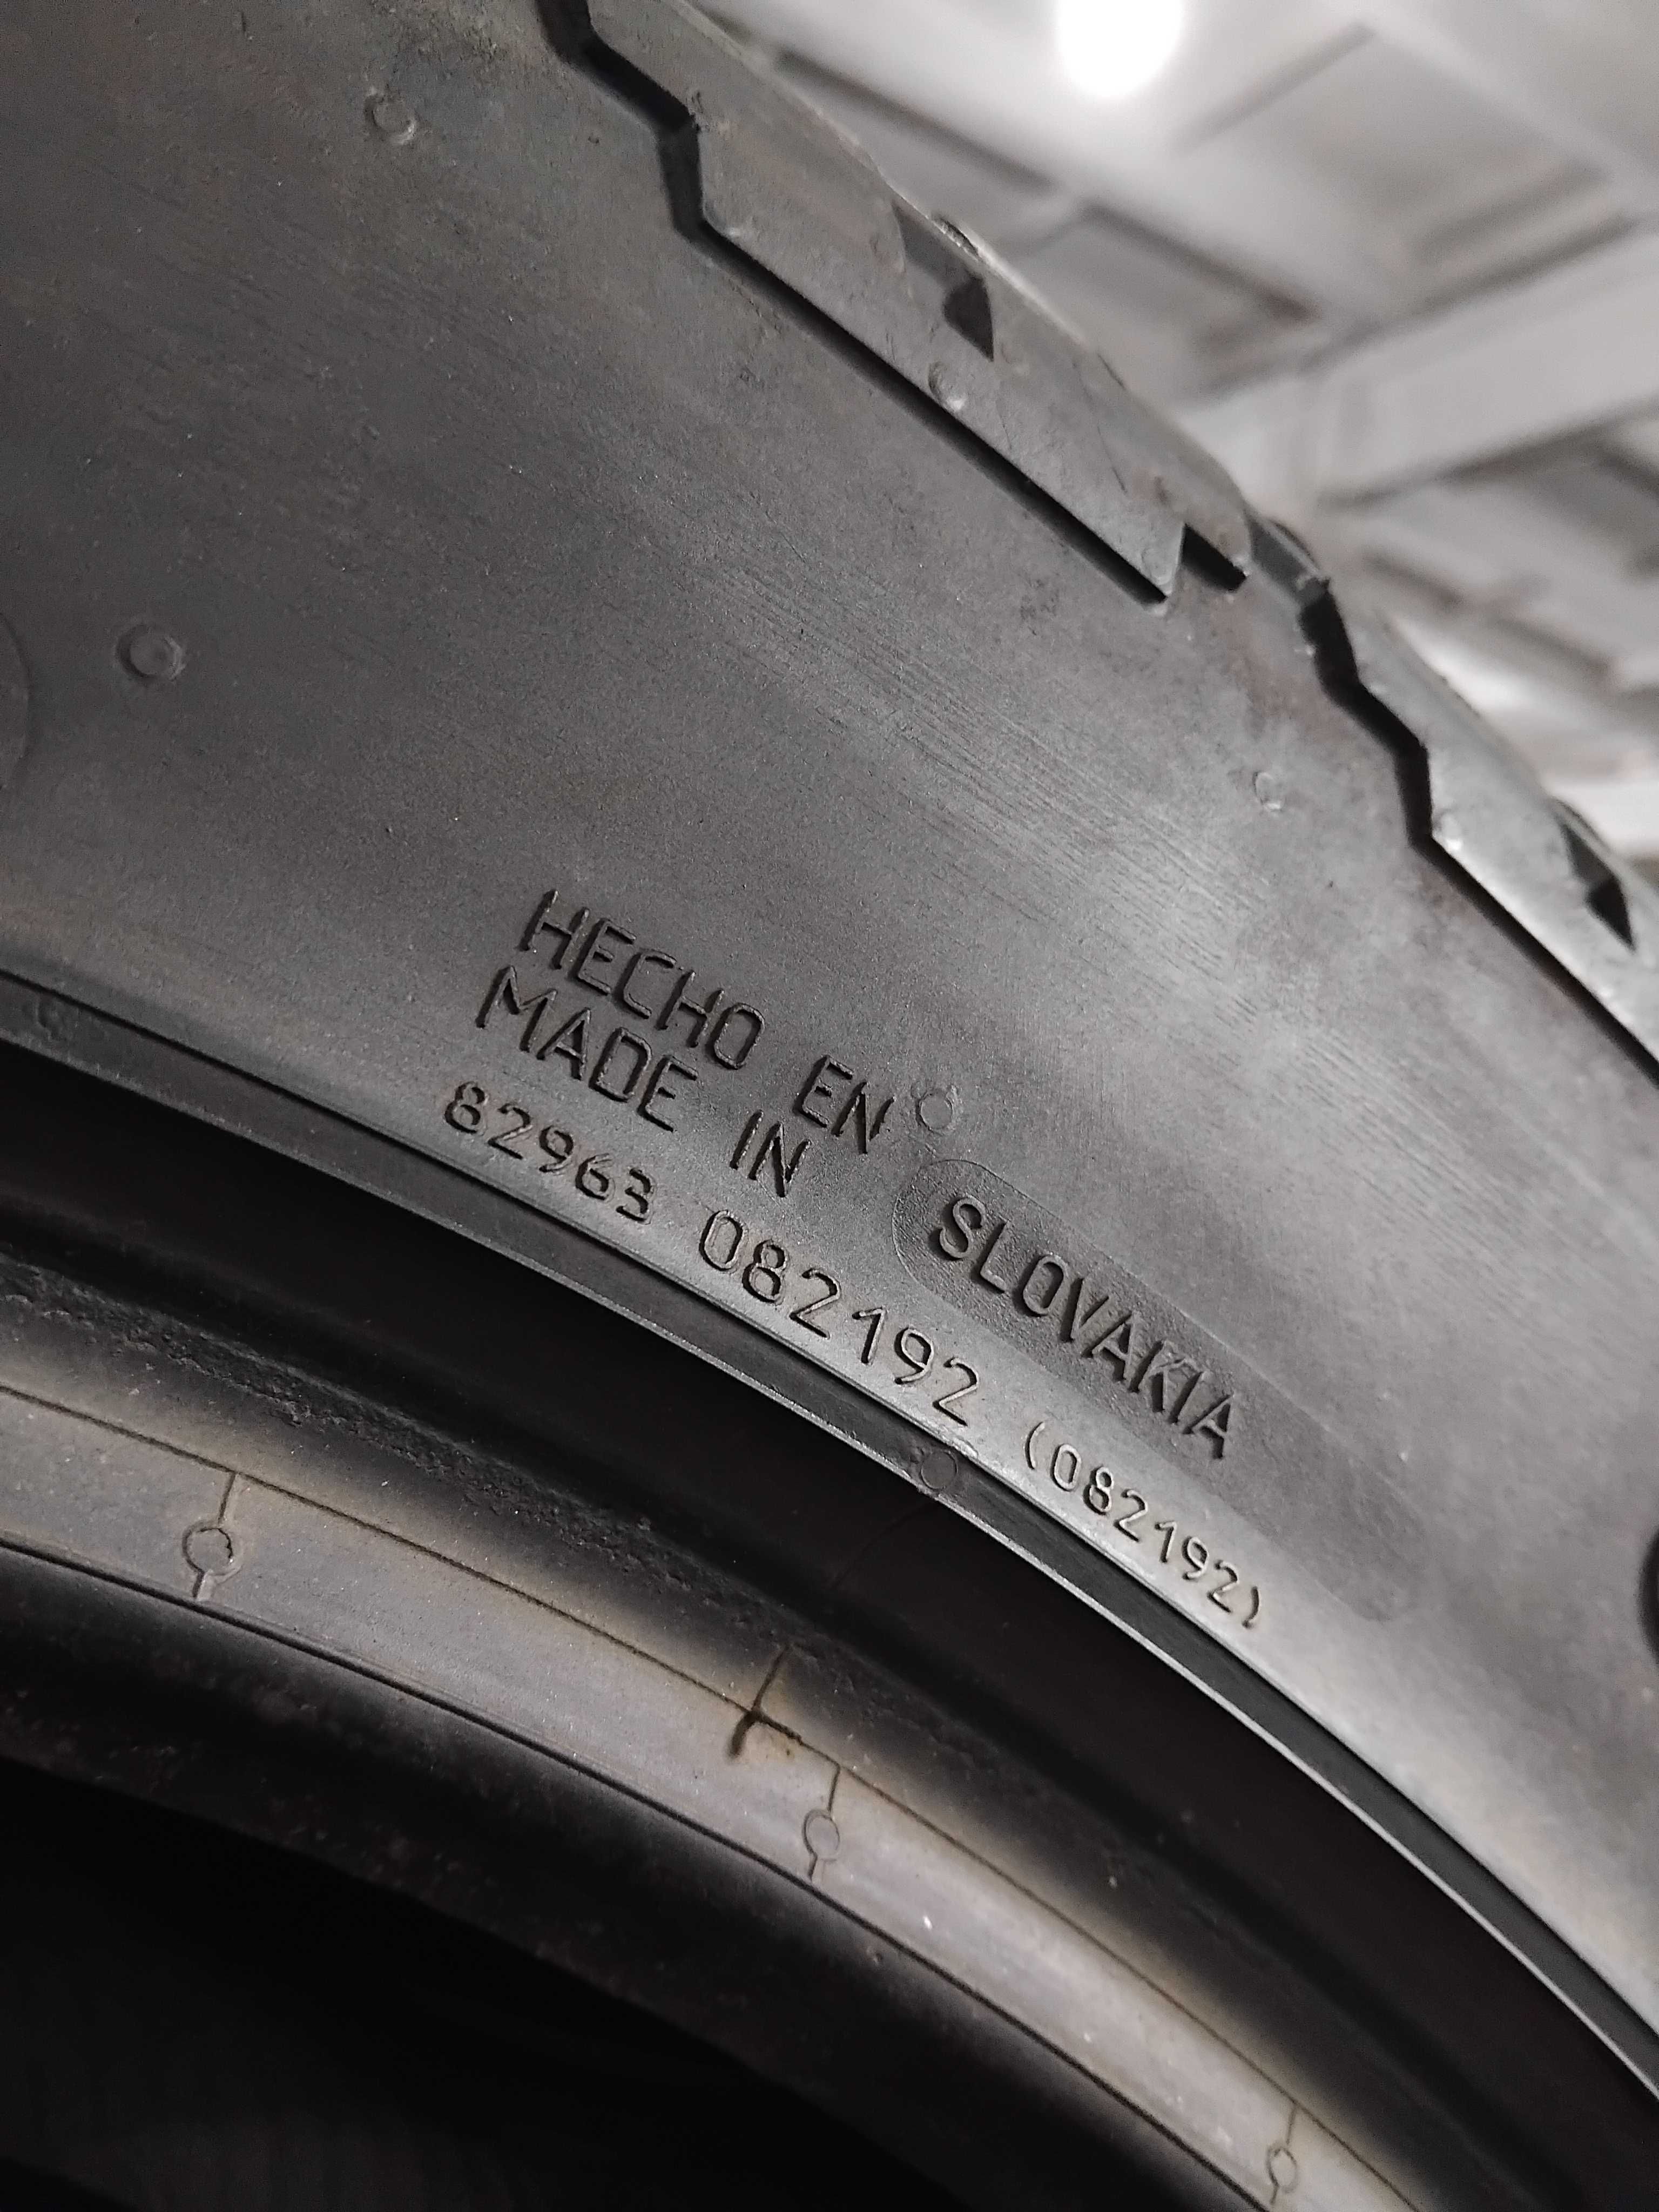 HECHO EN
MADE IN SLOVAKIA
82963 082192 (082192)